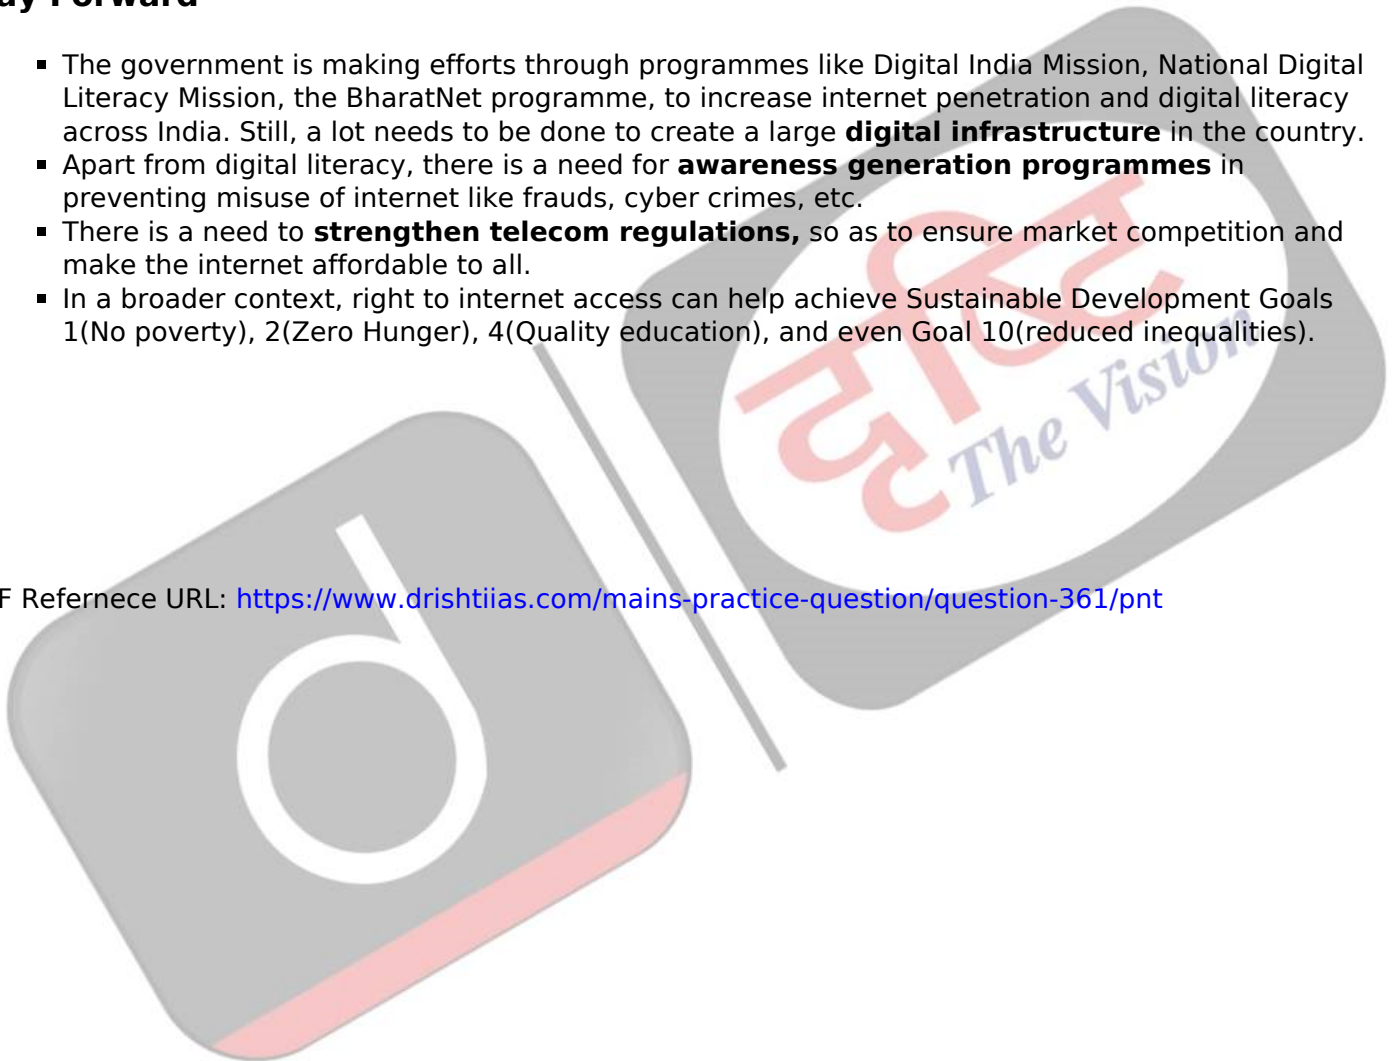 ay Forward
▪ The government is making efforts through programmes like Digital India Mission, National Digital
Literacy Mission, the BharatNet programme, to increase internet penetration and digital literacy
across India. Still, a lot needs to be done to create a large digital infrastructure in the country.
▪ Apart from digital literacy, there is a need for awareness generation programmes in
preventing misuse of internet like frauds, cyber crimes, etc.
▪ There is a need to strengthen telecom regulations, so as to ensure market competition and
make the internet affordable to all.
▪ In a broader context, right to internet access can help achieve Sustainable Development Goals
1(No poverty), 2(Zero Hunger), 4(Quality education), and even Goal 10(reduced inequalities).
दृष्टि
The Vision
F Refernece URL: https://www.drishtiias.com/mains-practice-question/question-361/pnt
d